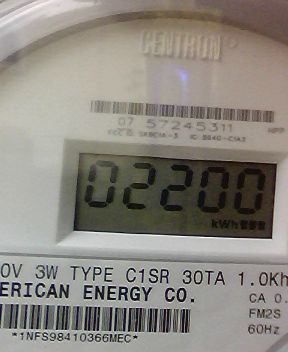 CENTRON®
07 57245311 HPP
02200
kWh
0V 3W TYPE C1SR 30TA 1.0Kh
ERICAN ENERGY CO.
CA 0.
FM2S
60Hz
*1NFS98410366MEC*